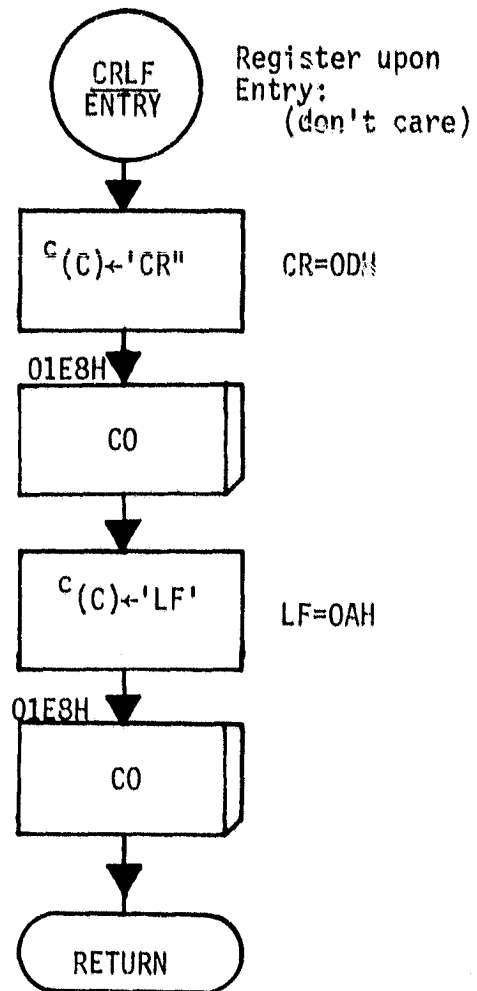 CRLF
ENTRY
Register upon
Entry:
(don't care)
c(C)←'CR"
CR=0DH
01E8H
CO
c(C)←'LF'
LF=0AH
01E8H
CO
RETURN